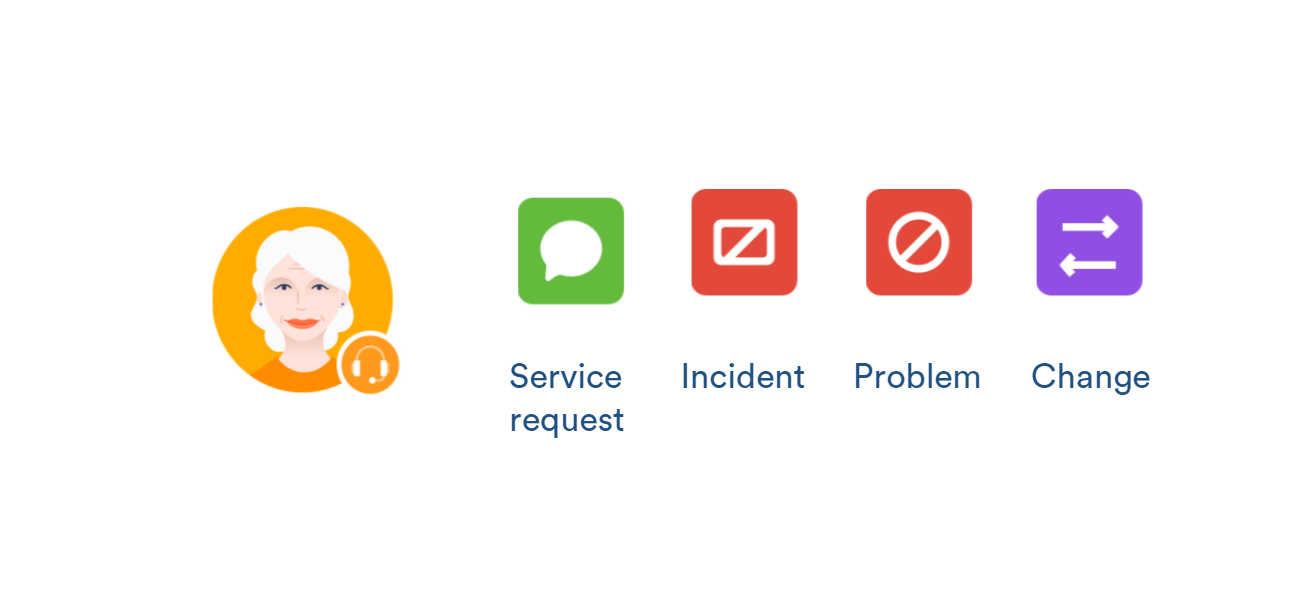 Service
request
Incident
Problem
Change